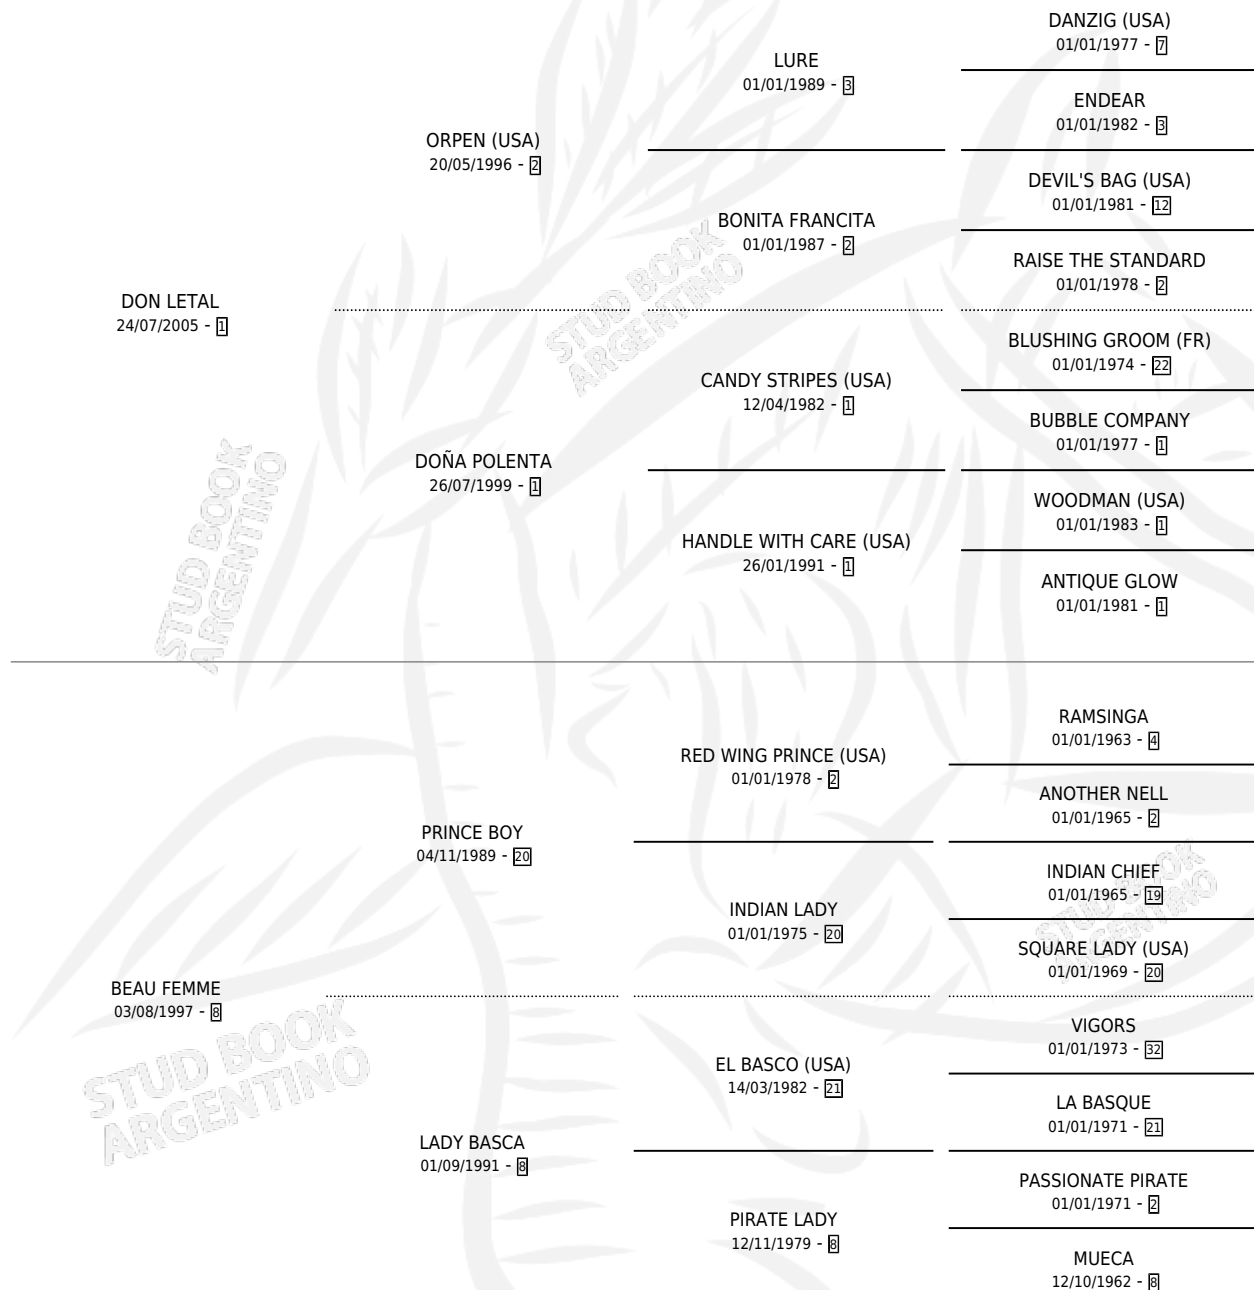 DON LETAL
24/07/2005 - 1
ORPEN (USA)
20/05/1996 - 2
DOÑA POLENTA
26/07/1999 - 1
LURE
01/01/1989 - 3
BONITA FRANCITA
01/01/1987 - 2
CANDY STRIPES (USA)
12/04/1982 - 1
HANDLE WITH CARE (USA)
26/01/1991 - 1
DANZIG (USA)
01/01/1977 - 7
ENDEAR
01/01/1982 - 3
DEVIL'S BAG (USA)
01/01/1981 - 12
RAISE THE STANDARD
01/01/1978 - 2
BLUSHING GROOM (FR)
01/01/1974 - 22
BUBBLE COMPANY
01/01/1977 - 1
WOODMAN (USA)
01/01/1983 - 1
ANTIQUE GLOW
01/01/1981 - 1
BEAU FEMME
03/08/1997 - 8
PRINCE BOY
04/11/1989 - 20
LADY BASCA
01/09/1991 - 8
RED WING PRINCE (USA)
01/01/1978 - 2
INDIAN LADY
01/01/1975 - 20
EL BASCO (USA)
14/03/1982 - 21
PIRATE LADY
12/11/1979 - 8
RAMSINGA
01/01/1963 - 4
ANOTHER NELL
01/01/1965 - 2
INDIAN CHIEF
01/01/1965 - 19
SQUARE LADY (USA)
01/01/1969 - 20
VIGORS
01/01/1973 - 32
LA BASQUE
01/01/1971 - 21
PASSIONATE PIRATE
01/01/1971 - 2
MUECA
12/10/1962 - 8
STUD BOOK
ARGENTINO
STUD BOOK
ARGENTINO
STUD BOOK
ARGENTINO
STUD BOOK
ARGENTINO